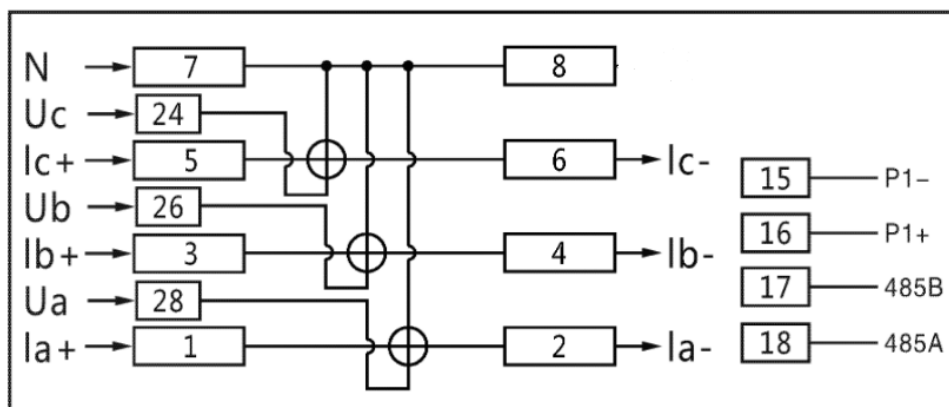 N 7 8
Uc 24
Ic+ 5 6 Ic-
15 P1-
Ub 26
16 P1+
Ib+ 3 4 Ib-
17 485B
Ua 28
Ia+ 1 2 Ia-
18 485A